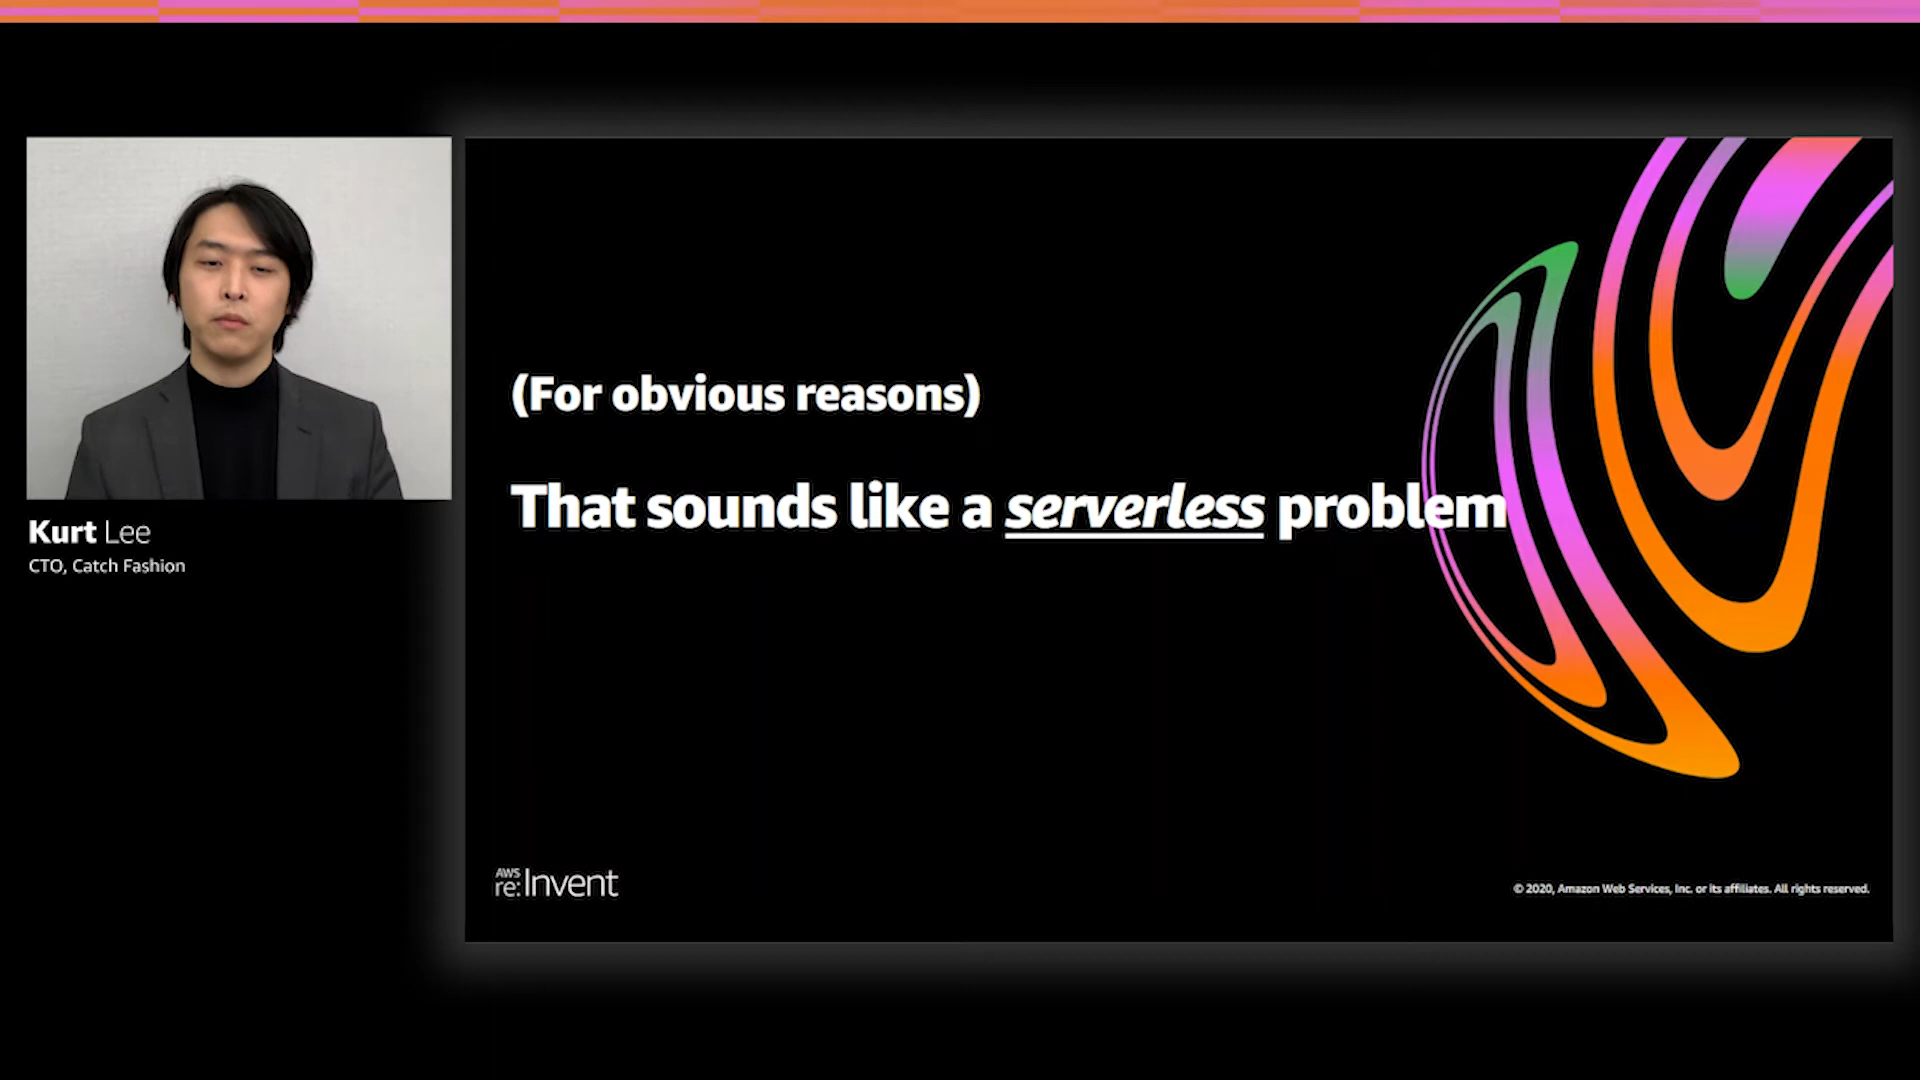 Kurt Lee
CTO, Catch Fashion
(For obvious reasons)
That sounds like a serverless problem
AWS
re:Invent
© 2020, Amazon Web Services, Inc. or its affiliates. All rights reserved.